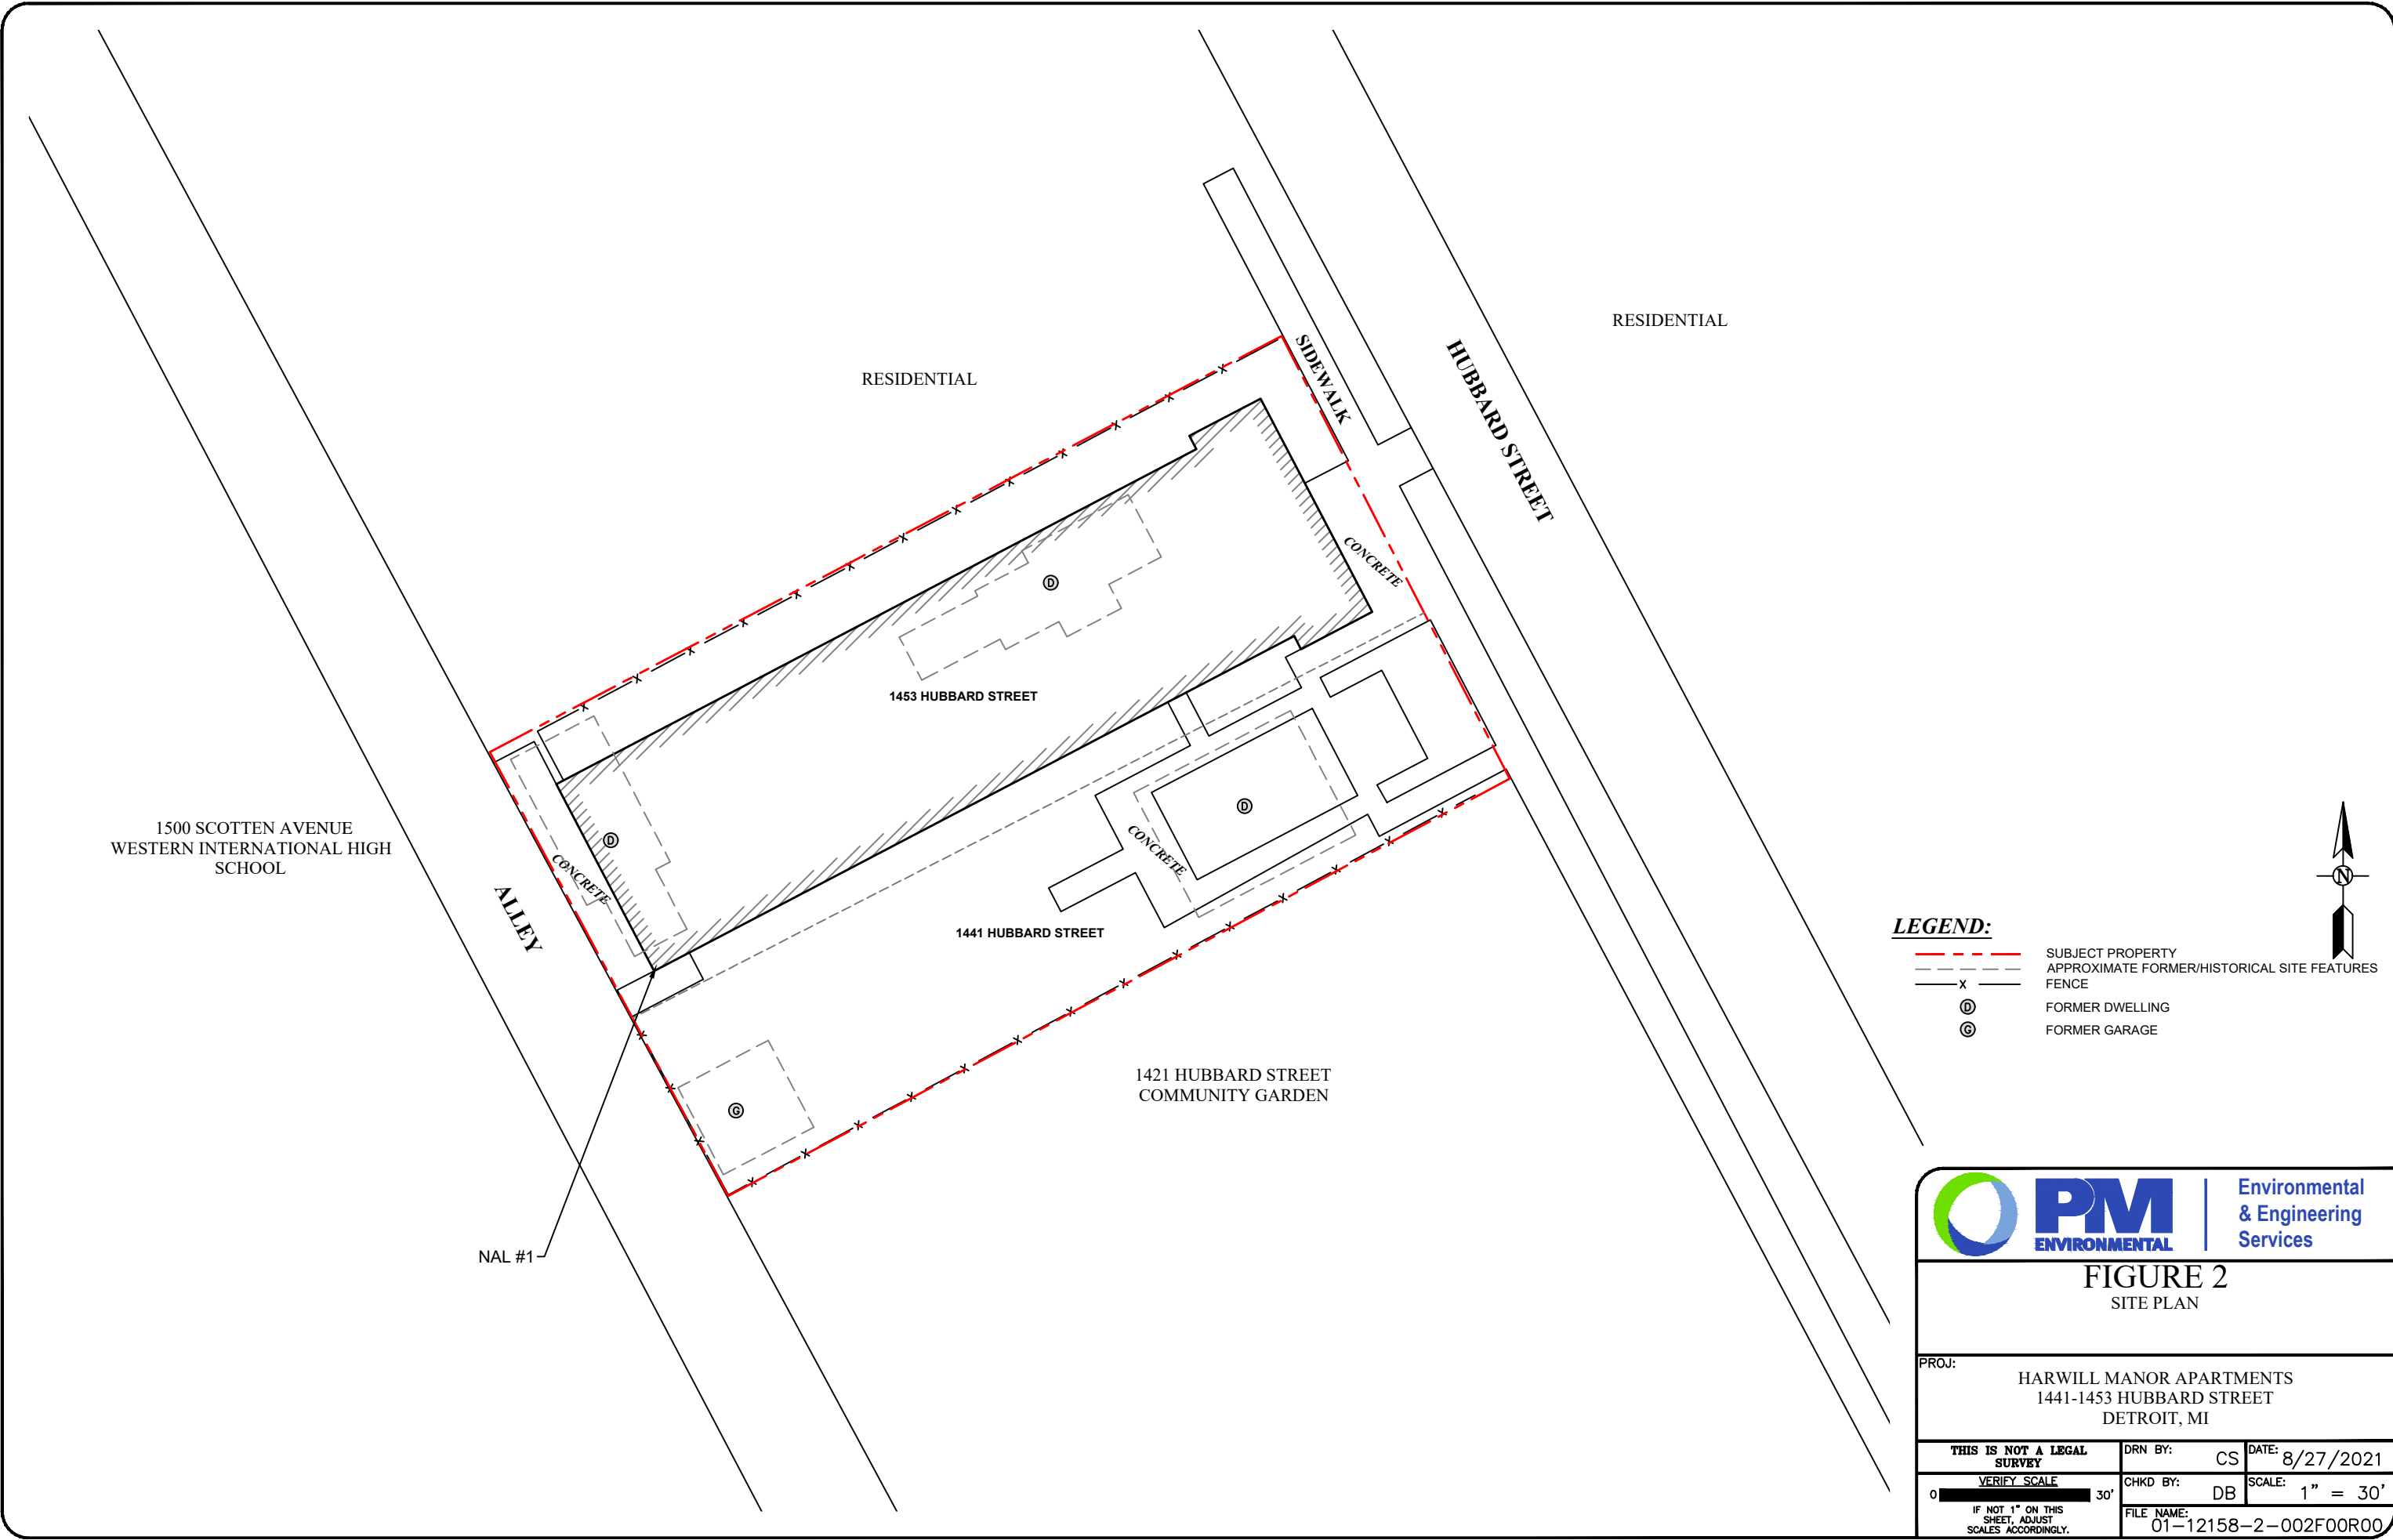 RESIDENTIAL
RESIDENTIAL
SIDEWALK
HUBBARD STREET
CONCRETE
D
1453 HUBBARD STREET
1500 SCOTTEN AVENUE
WESTERN INTERNATIONAL HIGH
SCHOOL
D
CONCRETE
ALLEY
D
CONCRETE
1441 HUBBARD STREET
1421 HUBBARD STREET
COMMUNITY GARDEN
G
NAL #1
N
LEGEND:
SUBJECT PROPERTY
APPROXIMATE FORMER/HISTORICAL SITE FEATURES
X FENCE
D FORMER DWELLING
G FORMER GARAGE
PM
ENVIRONMENTAL
Environmental
& Engineering
Services
FIGURE 2
SITE PLAN
PROJ:
HARWILL MANOR APARTMENTS
1441-1453 HUBBARD STREET
DETROIT, MI
THIS IS NOT A LEGAL
SURVEY
DRN BY: CS
DATE: 8/27/2021
VERIFY SCALE
0 30'
IF NOT 1" ON THIS
SHEET, ADJUST
SCALES ACCORDINGLY.
CHKD BY: DB
SCALE: 1" = 30'
FILE NAME:
01-12158-2-002F00R00